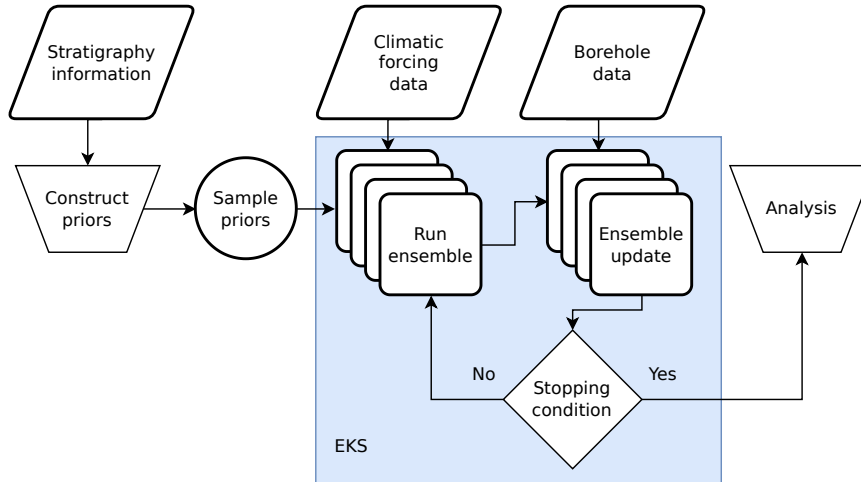 Stratigraphy
information
Climatic
forcing
data
Borehole
data
Construct
priors
Sample
priors
Run
ensemble
Ensemble
update
Analysis
No
Stopping
condition
Yes
EKS